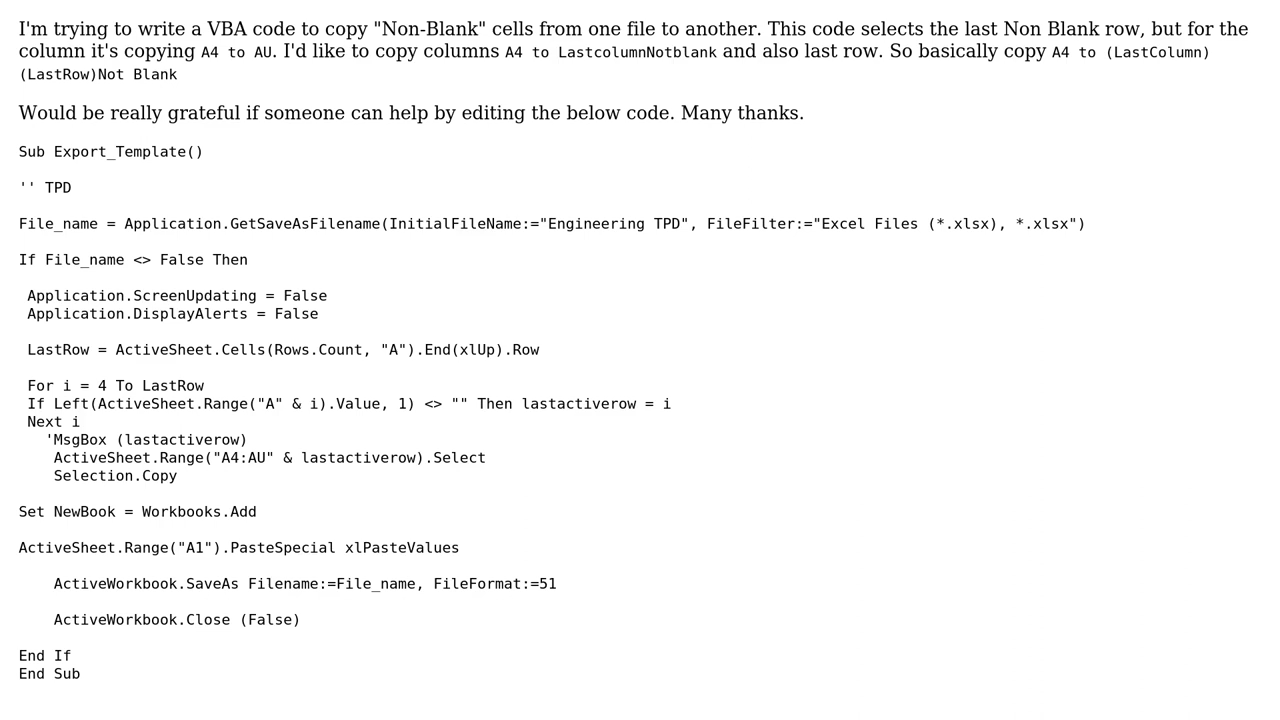 I'm trying to write a VBA code to copy "Non-Blank" cells from one file to another. This code selects the last Non Blank row, but for the
column it's copying A4 to AU. I'd like to copy columns A4 to LastcolumnNotblank and also last row. So basically copy A4 to (LastColumn)
(LastRow)Not Blank
Would be really grateful if someone can help by editing the below code. Many thanks.
Sub Export_Template()
'' TPD
File_name = Application.GetSaveAsFilename(InitialFileName:="Engineering TPD", FileFilter:="Excel Files (*.xlsx), *.xlsx")
If File_name <> False Then
Application.ScreenUpdating = False
Application.DisplayAlerts = False
LastRow = ActiveSheet.Cells(Rows.Count, "A").End(xlUp).Row
For i = 4 To LastRow
If Left(ActiveSheet.Range("A" & i).Value, 1) <> "" Then lastactiverow = i
Next i
'MsgBox (lastactiverow)
ActiveSheet.Range("A4:AU" & lastactiverow).Select
Selection.Copy
Set NewBook = Workbooks.Add
ActiveSheet.Range("A1").PasteSpecial xlPasteValues
ActiveWorkbook.SaveAs Filename:=File_name, FileFormat:=51
ActiveWorkbook.Close (False)
End If
End Sub